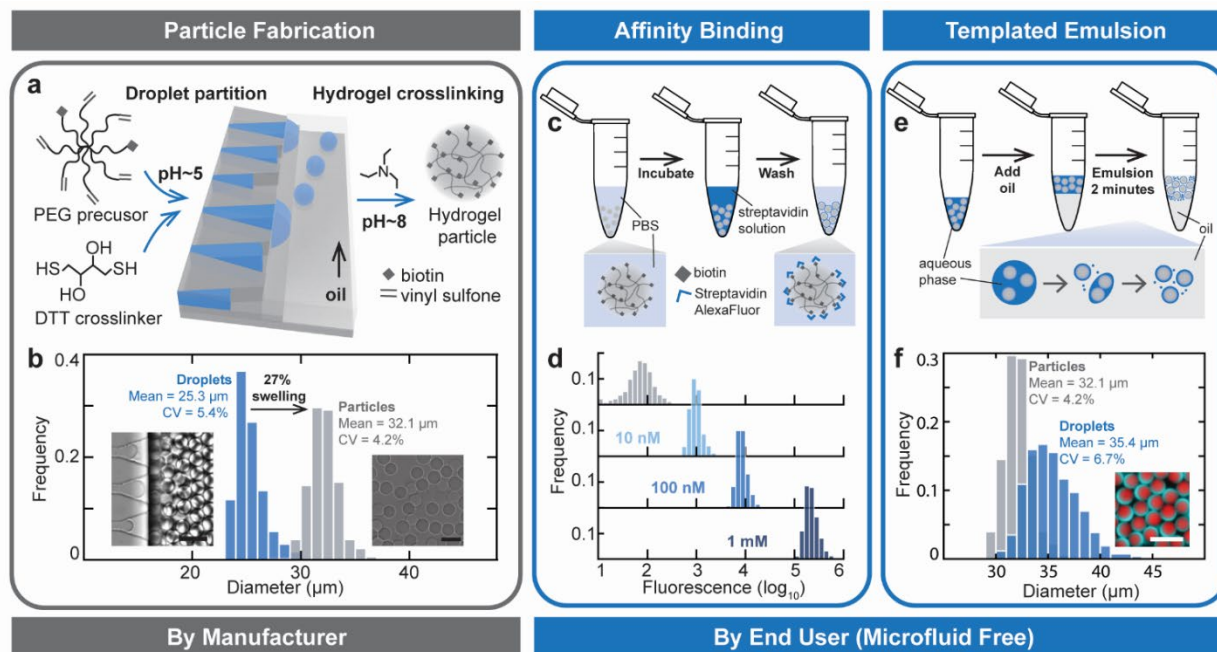 Particle Fabrication
Affinity Binding
Templated Emulsion
a
Droplet partition
Hydrogel crosslinking
PEG precusor
pH~5
pH~8
Hydrogel
particle
OH
HS
SH
HO
DTT crosslinker
oil
biotin
vinyl sulfone
b
0.4
0.2
0
Frequency
Droplets
Mean = 25.3 µm
CV = 5.4%
27%
swelling
Particles
Mean = 32.1 µm
CV = 4.2%
20
30
40
Diameter (µm)
c
Incubate
Wash
PBS
streptavidin
solution
biotin
Streptavidin
AlexaFluor
d
0.1
0.1
10 nM
0.1
100 nM
0.1
1 mM
Frequency
1
2
3
4
5
6
Fluorescence (log10)
e
Add
oil
Emulsion
2 minutes
oil
aqueous
phase
f
0.3
0.2
0.1
0
Frequency
Particles
Mean = 32.1 µm
CV = 4.2%
Droplets
Mean = 35.4 µm
CV = 6.7%
30
35
40
45
Diameter (µm)
By Manufacturer
By End User (Microfluid Free)